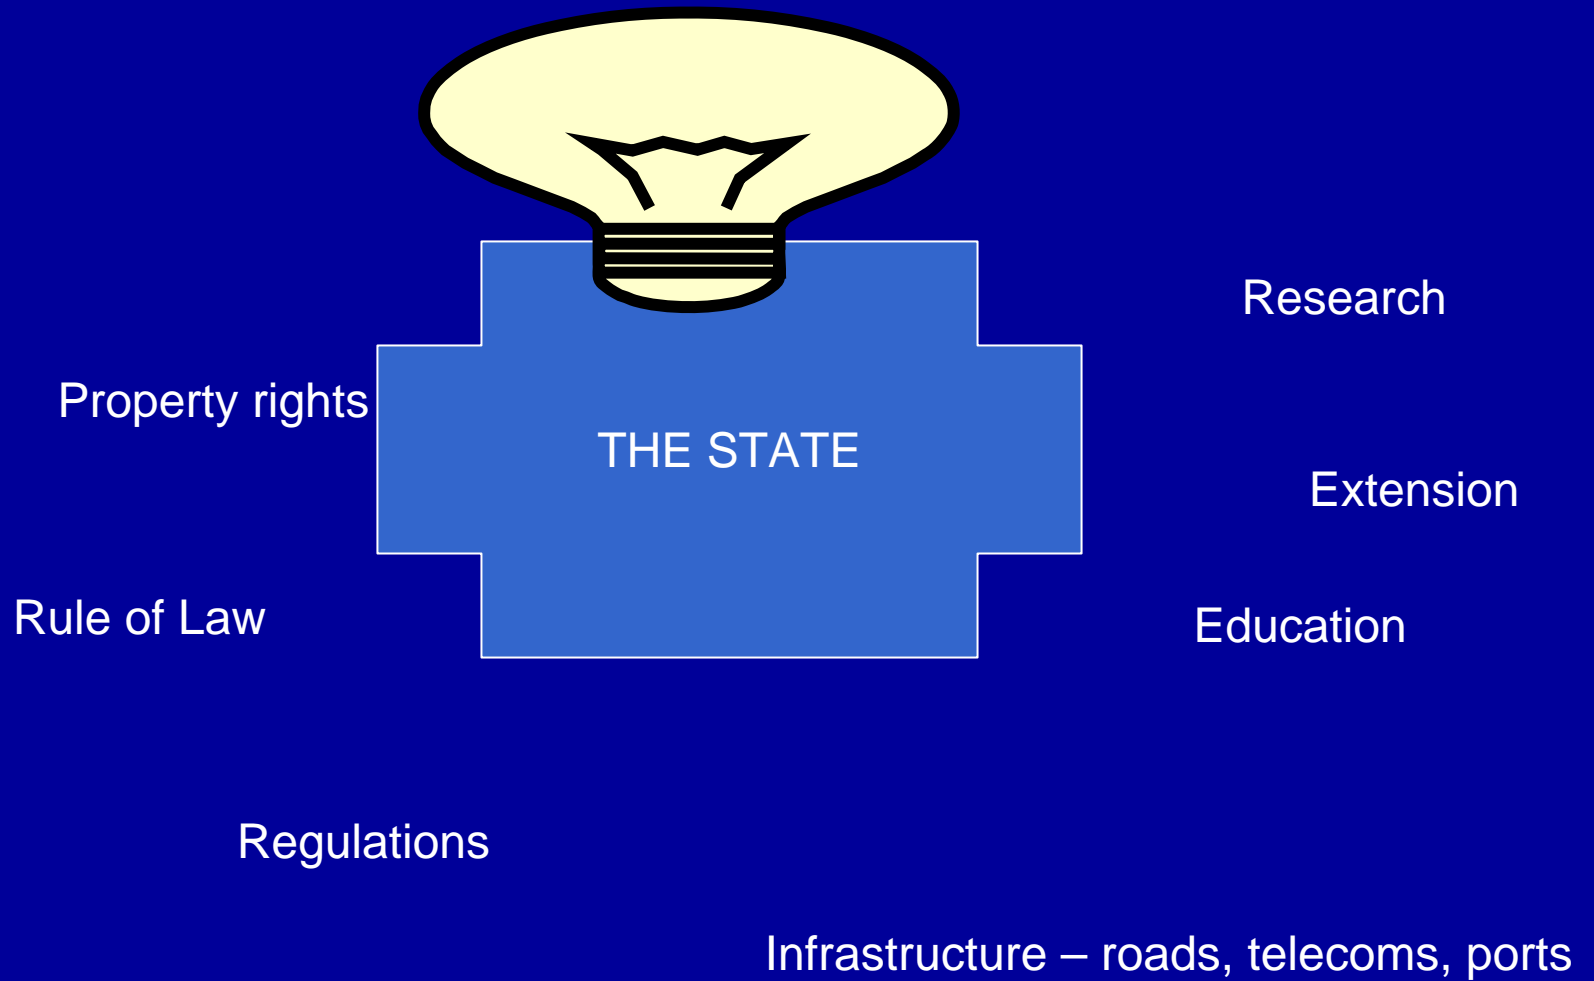 Research
Property rights
THE STATE
Extension
Rule of Law
Education
Regulations
Infrastructure – roads, telecoms, ports